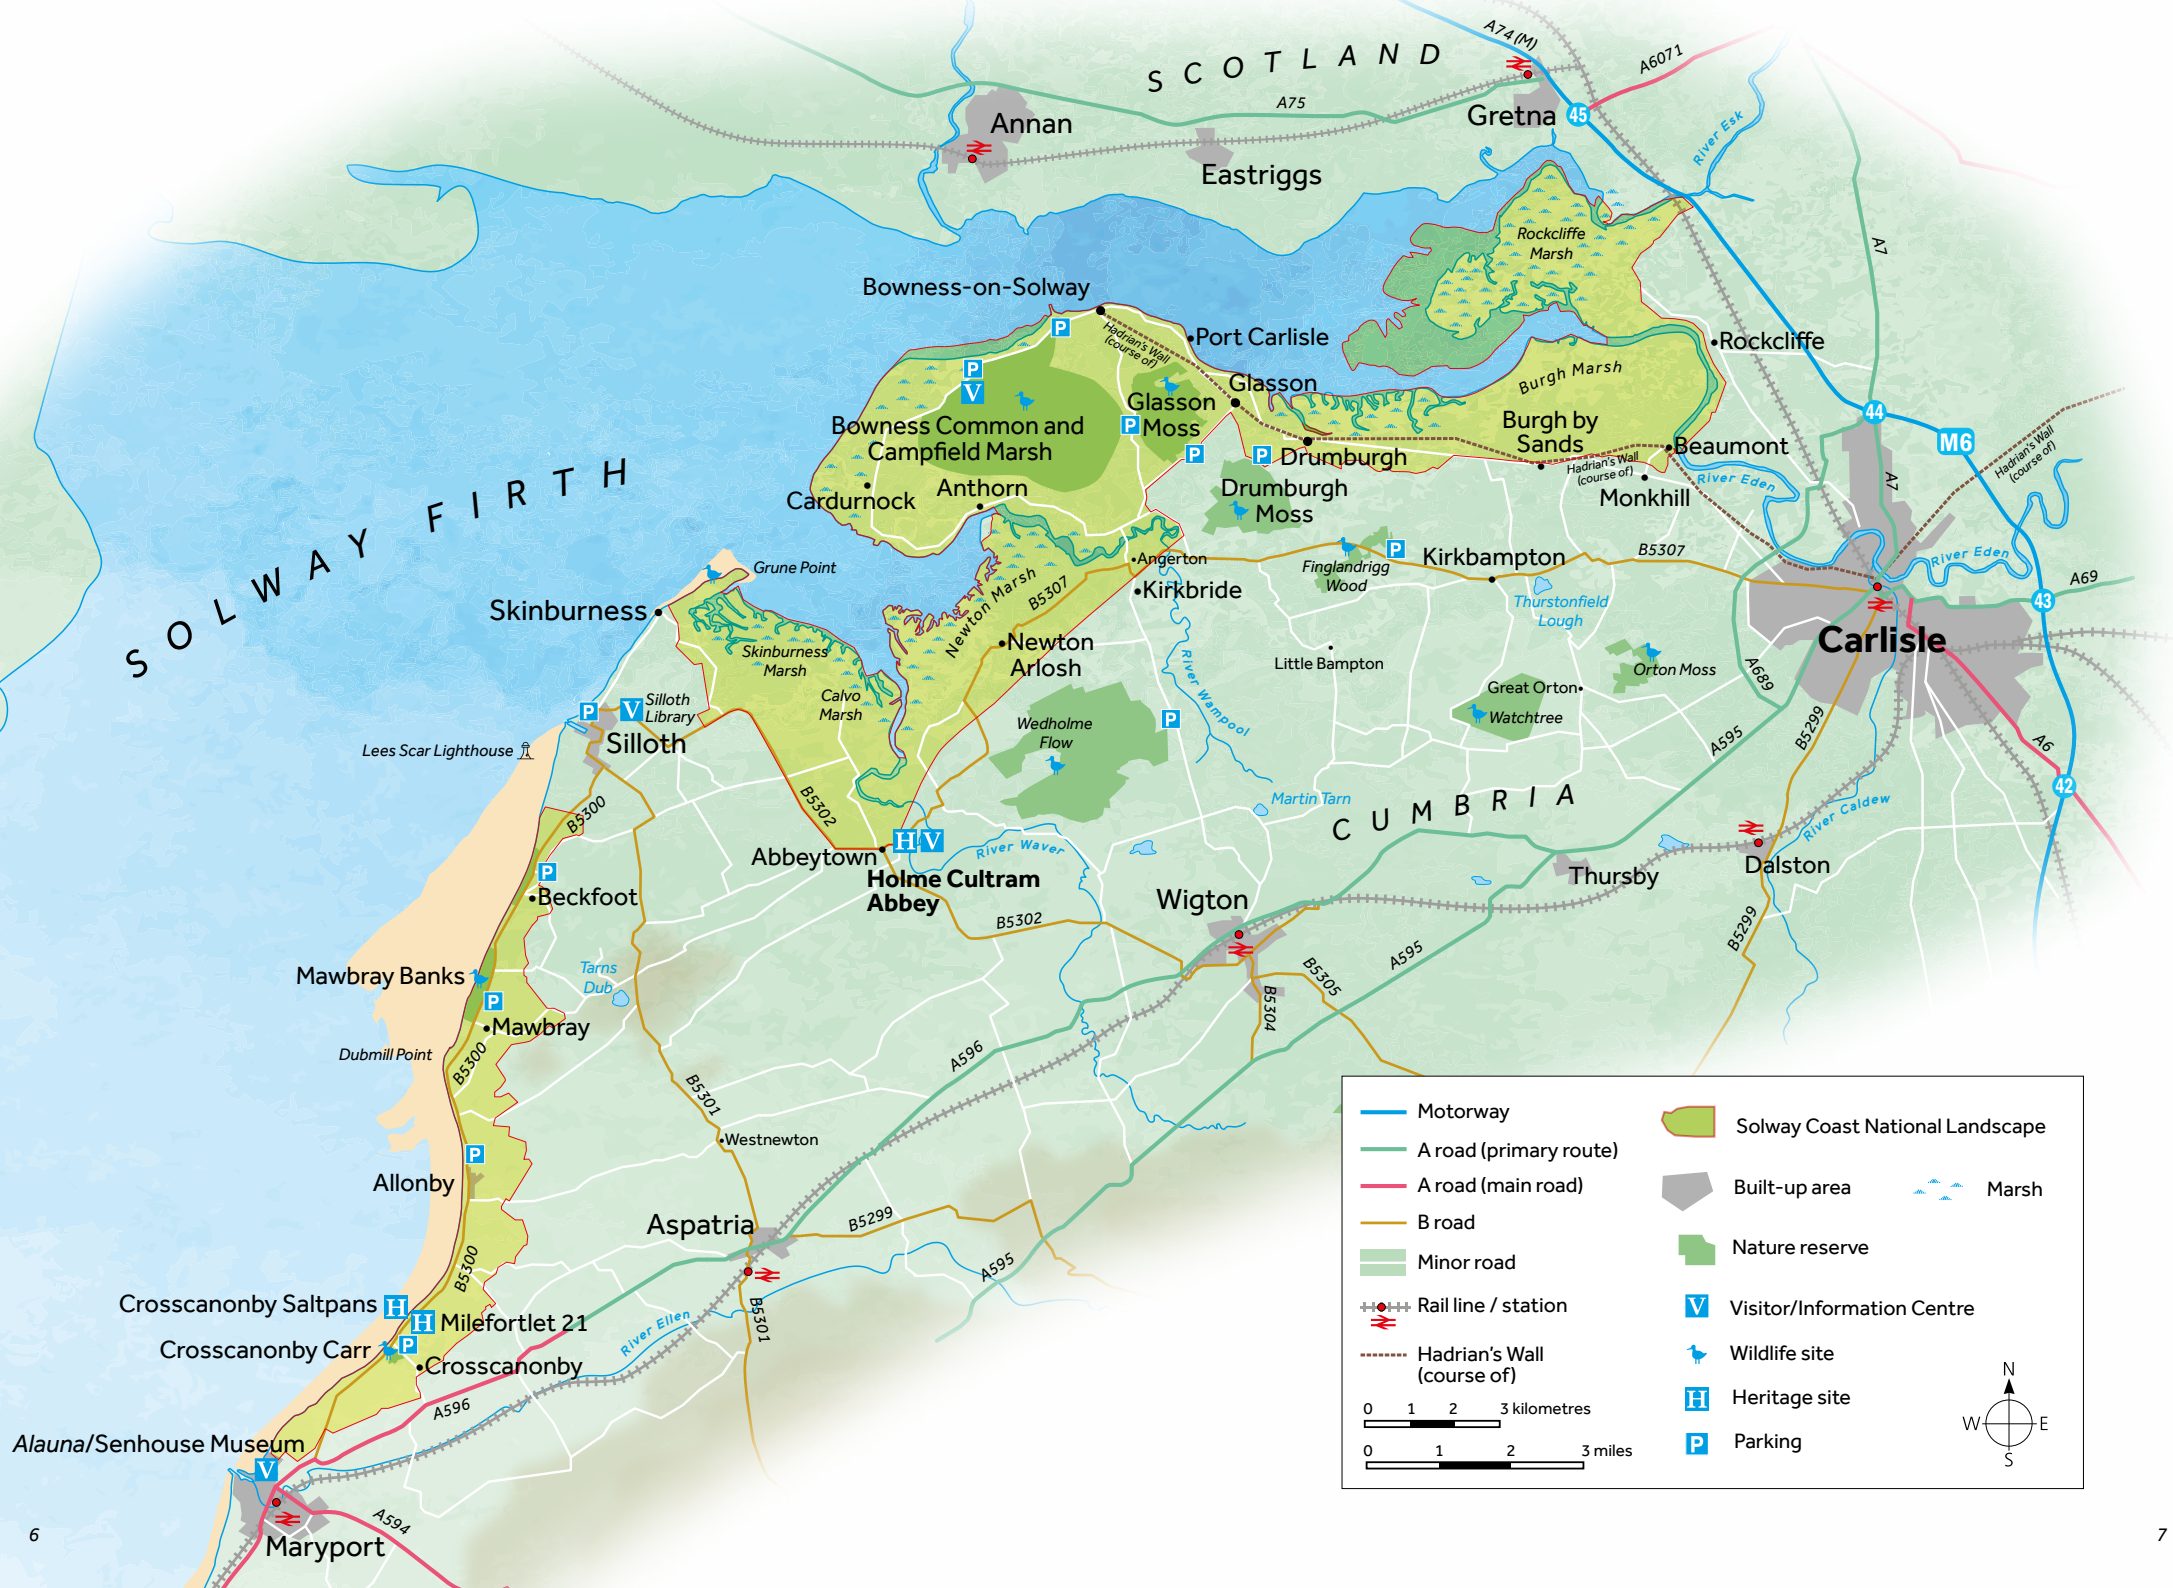 SCOTLAND
A74(M)
A6071
A75
Gretna
45
Annan
Eastriggs
River Esk
A7
Rockcliffe
Marsh
Bowness-on-Solway
P
Hadrian's Wall
(course of)
Port Carlisle
Rockcliffe
P
V
Glasson
Burgh Marsh
Glasson
Moss
P
44
M6
Bowness Common and
Campfield Marsh
Burgh by
Sands
Beaumont
P
P
Drumburgh
Hadrian's Wall
(course of)
Hadrian's Wall
(course of)
A7
River Eden
SOLWAY FIRTH
Cardurnock
Anthorn
Drumburgh
Moss
Monkhill
Angerton
P
Kirkbampton
B5307
River Eden
A69
Grune Point
Finglandrigg
Wood
Kirkbride
B5307
Thurstonfield
Lough
43
Skinburness
Newton Marsh
Carlisle
Newton
Arlosh
Skinburness
Marsh
Little Bampton
Orton Moss
A689
Great Orton
Watchtree
River Wampool
Calvo
Marsh
P
V
Silloth
Library
Silloth
Wedholme
Flow
P
B5299
A595
A6
Lees Scar Lighthouse
42
B5300
B5302
Martin Tarn
CUMBRIA
River Caldew
H
V
Abbeytown
River Waver
Holme Cultram
Abbey
P
Beckfoot
Dalston
Thursby
Wigton
B5302
B5299
A595
B5305
B5304
Mawbray Banks
P
Tarns
Dub
Mawbray
Dubmill Point
B5300
A596
B5301
Westnewton
P
Allonby
Aspatria
B5299
A595
B5300
B5301
Crosscanonby Saltpans
H
H
Milefortlet 21
River Ellen
Crosscanonby Carr
P
Crosscanonby
A596
Alauna/Senhouse Museum
V
A594
Maryport
Motorway
A road (primary route)
A road (main road)
B road
Minor road
Rail line / station
Hadrian's Wall
(course of)
0 1 2 3 kilometres
0 1 2 3 miles
Solway Coast National Landscape
Built-up area
Marsh
Nature reserve
V
Visitor/Information Centre
Wildlife site
H
Heritage site
P
Parking
N
W
E
S
6
7